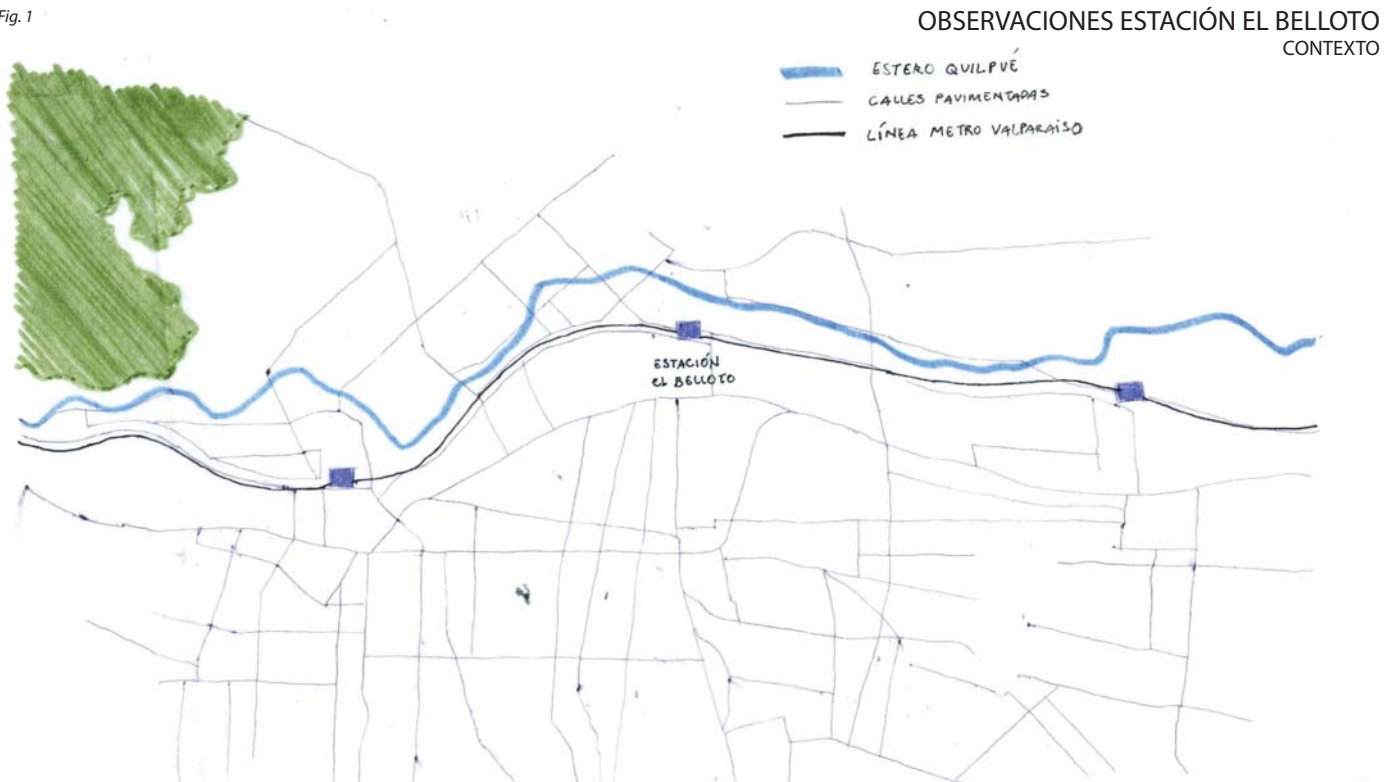 Fig. 1
OBSERVACIONES ESTACIÓN EL BELLOTO
CONTEXTO
ESTERO QUILPUÉ
CALLES PAVIMENTADAS
LÍNEA METRO VALPARAÍSO
ESTACIÓN
EL BELLOTO